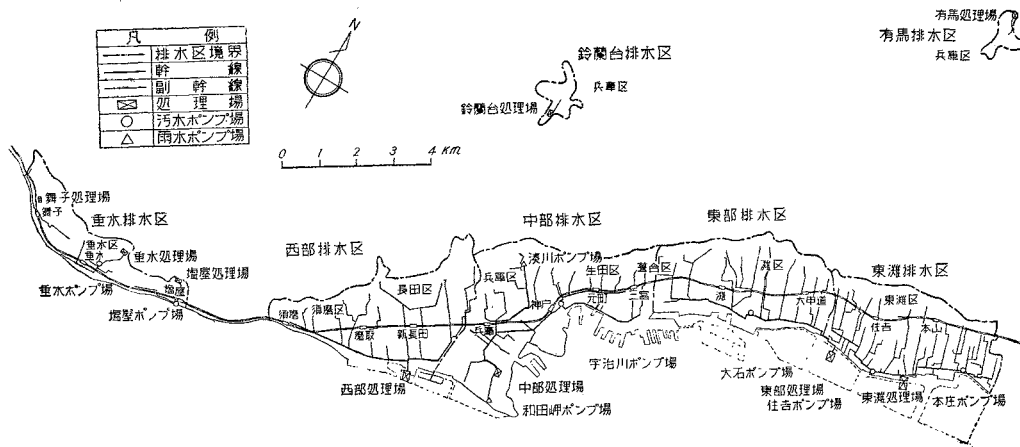 凡例
排水区境界
幹線
副幹線
処理場
汚水ポンプ場
雨水ポンプ場
N
0 1 2 3 4 km
有馬処理場
有馬排水区
兵庫区
鈴蘭台排水区
兵庫区
鈴蘭台処理場
舞子処理場
舞子
垂水排水区
垂水区
垂水
垂水処理場
塩屋処理場
塩屋
垂水ポンプ場
塩屋ポンプ場
西部排水区
中部排水区
東部排水区
東灘排水区
湊川ポンプ場
須磨
須磨区
長田区
兵庫区
生田区
葺合区
灘区
東灘区
鷹取
新長田
兵庫
神戸
元町
三宮
灘
六甲道
住吉
本山
西部処理場
中部処理場
和田岬ポンプ場
宇治川ポンプ場
大石ポンプ場
東部処理場
住吉ポンプ場
東灘処理場
本庄ポンプ場